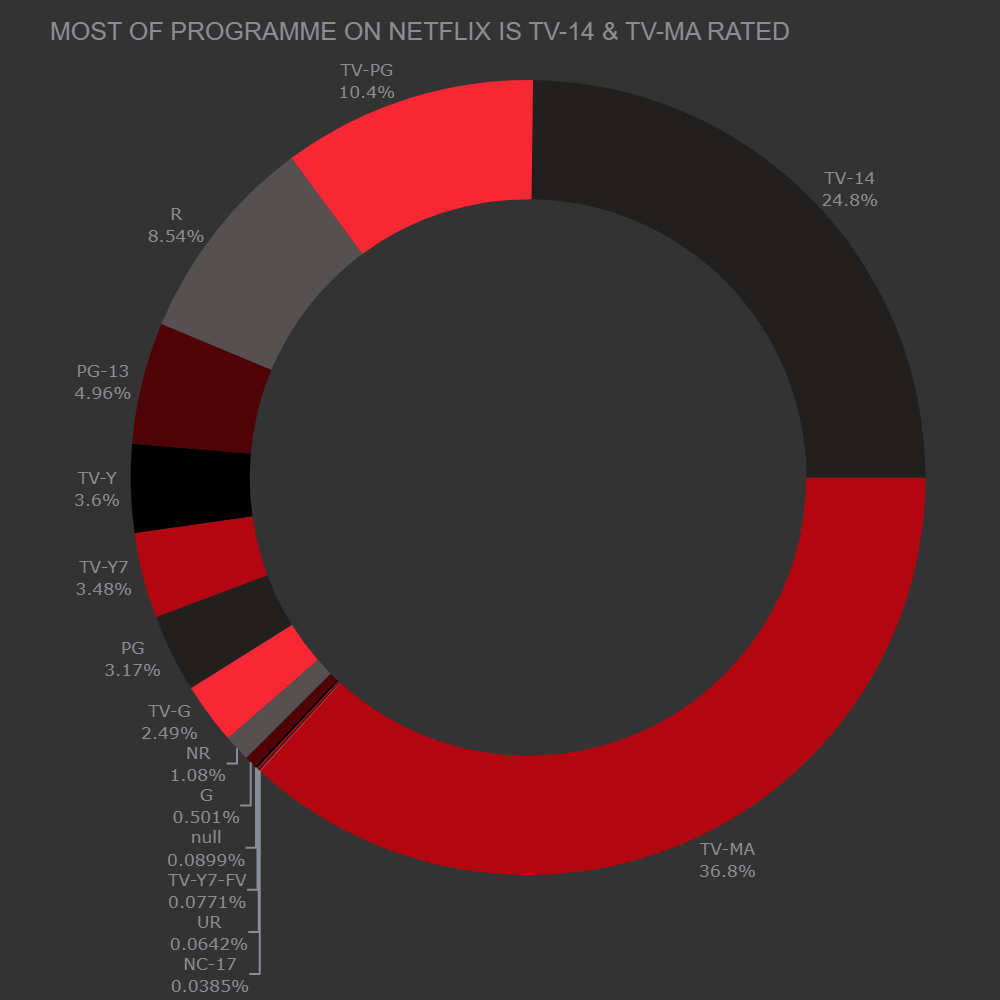 MOST OF PROGRAMME ON NETFLIX IS TV-14 & TV-MA RATED
TV-PG
10.4%
TV-14
24.8%
R
8.54%
PG-13
4.96%
TV-Y
3.6%
TV-Y7
3.48%
PG
3.17%
TV-G
2.49%
NR
1.08%
G
0.501%
null
0.0899%
TV-Y7-FV
0.0771%
UR
0.0642%
NC-17
0.0385%
TV-MA
36.8%